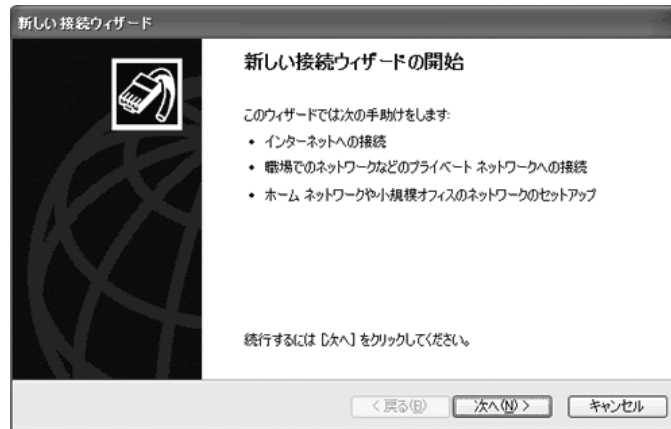 新しい接続ウィザード
新しい接続ウィザードの開始
このウィザードでは次の手助けをします:
• インターネットへの接続
• 職場でのネットワークなどのプライベート ネットワークへの接続
• ホーム ネットワークや小規模オフィスのネットワークのセットアップ
続行するには [次へ] をクリックしてください。
< 戻る(B)
次へ(N) >
キャンセル